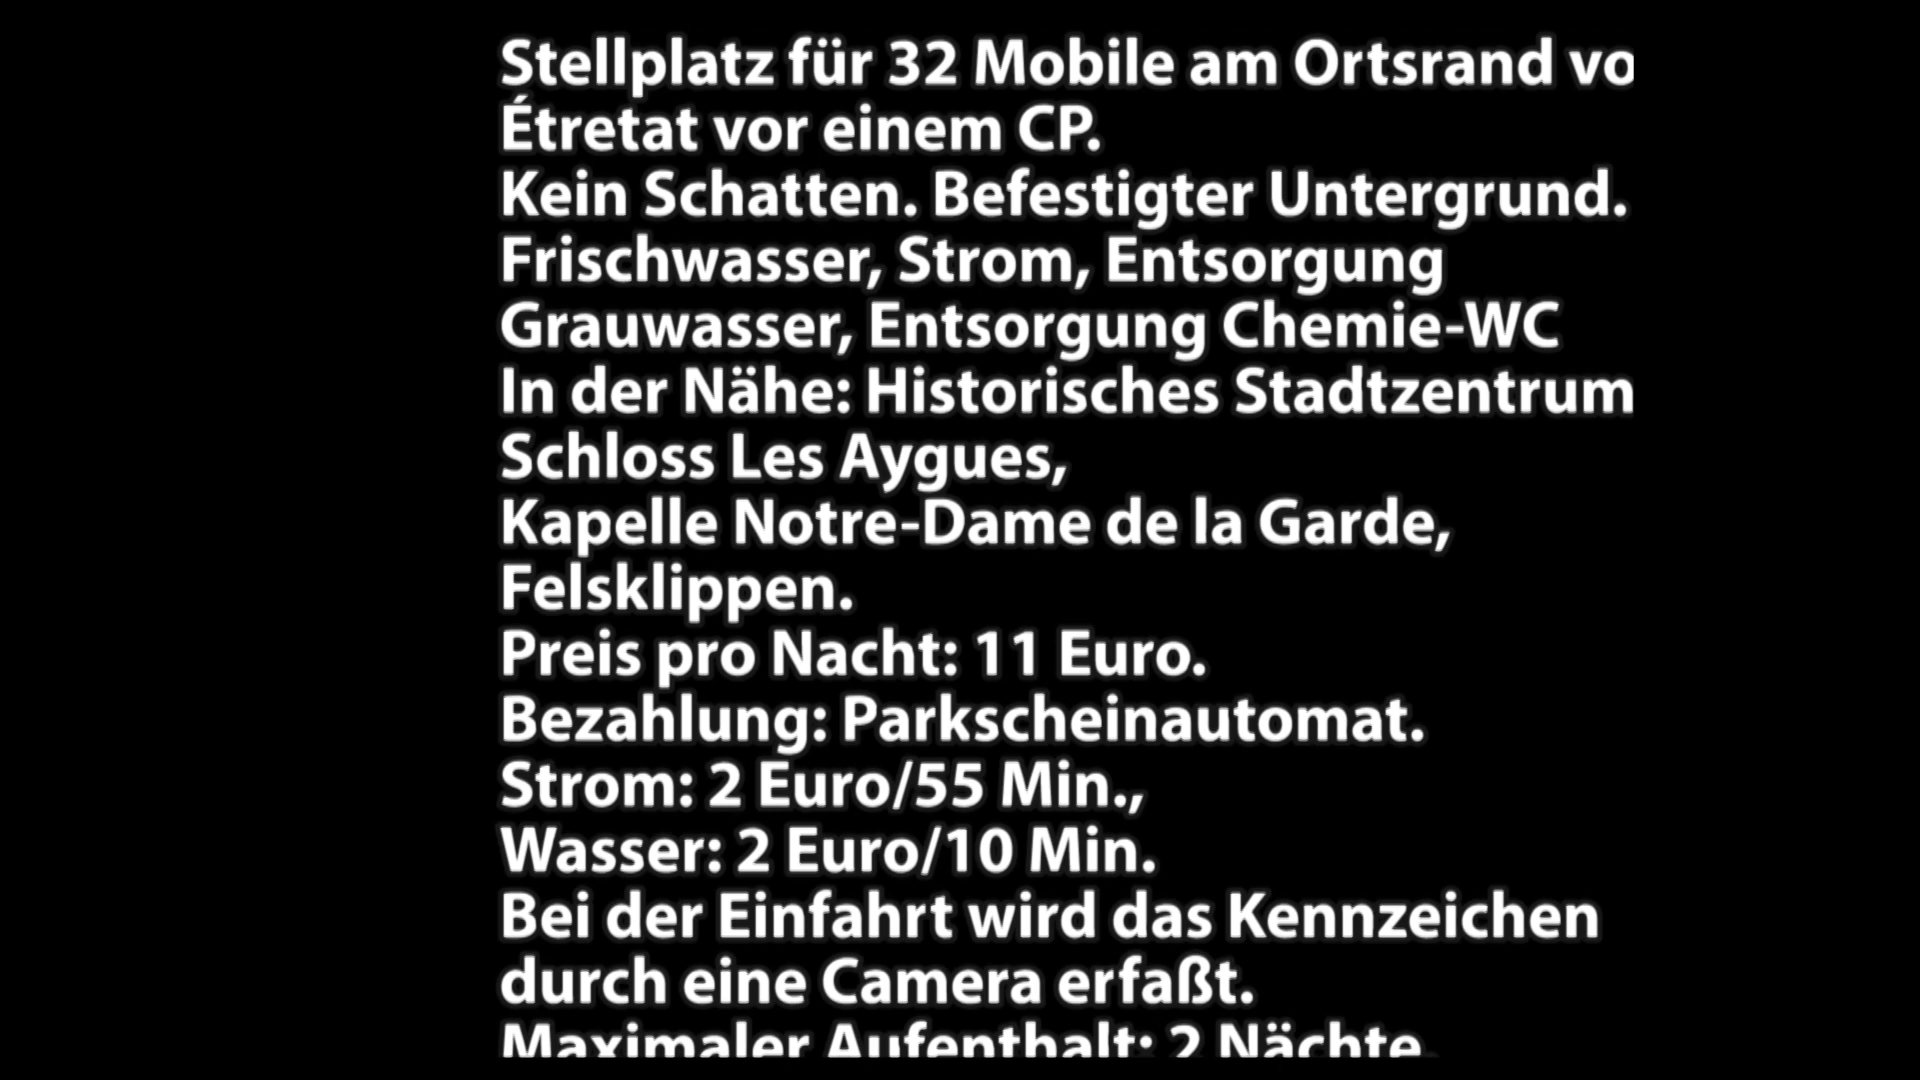 Stellplatz für 32 Mobile am Ortsrand vo
Étretat vor einem CP.
Kein Schatten. Befestigter Untergrund.
Frischwasser, Strom, Entsorgung
Grauwasser, Entsorgung Chemie-WC
In der Nähe: Historisches Stadtzentrum
Schloss Les Aygues,
Kapelle Notre-Dame de la Garde,
Felsklippen.
Preis pro Nacht: 11 Euro.
Bezahlung: Parkscheinautomat.
Strom: 2 Euro/55 Min.,
Wasser: 2 Euro/10 Min.
Bei der Einfahrt wird das Kennzeichen
durch eine Camera erfaßt.
Maximaler Aufenthalt: 2 Nächte.